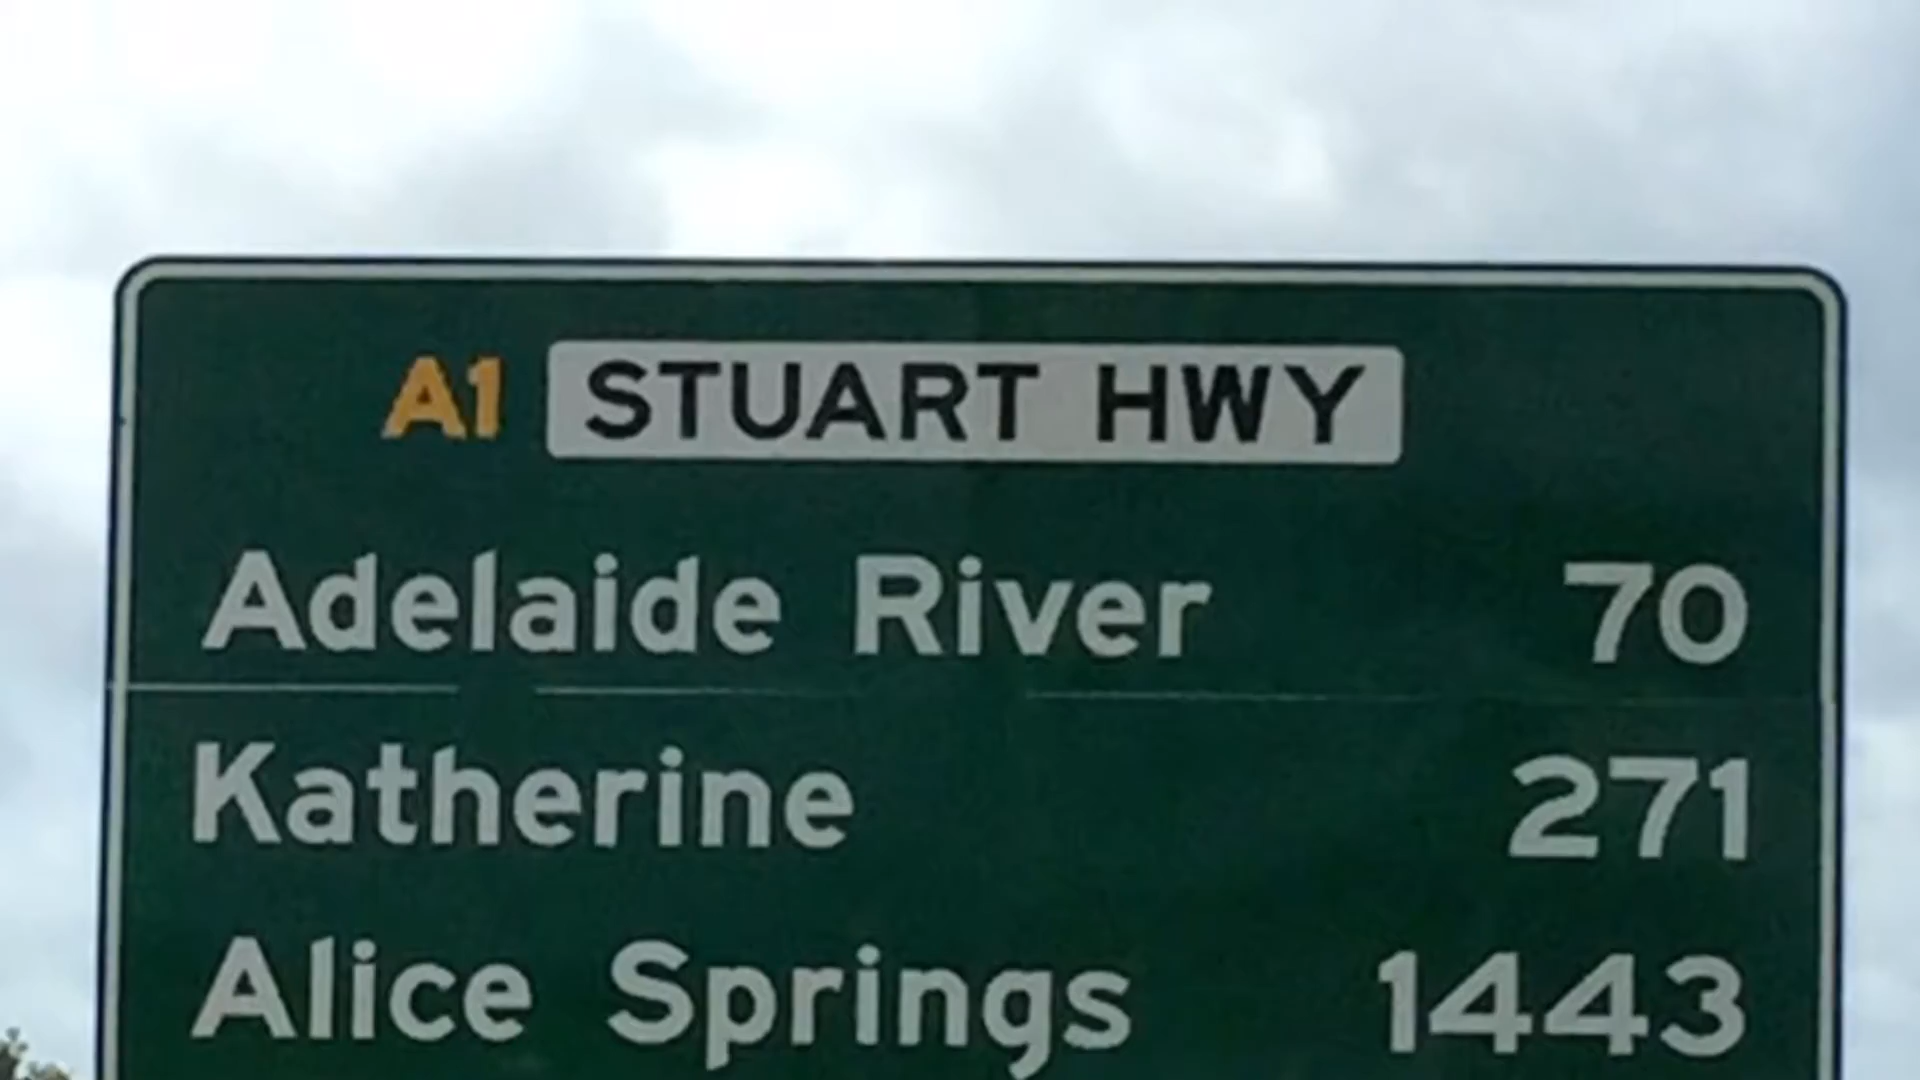 A1 STUART HWY
Adelaide River 70
Katherine 271
Alice Springs 1443